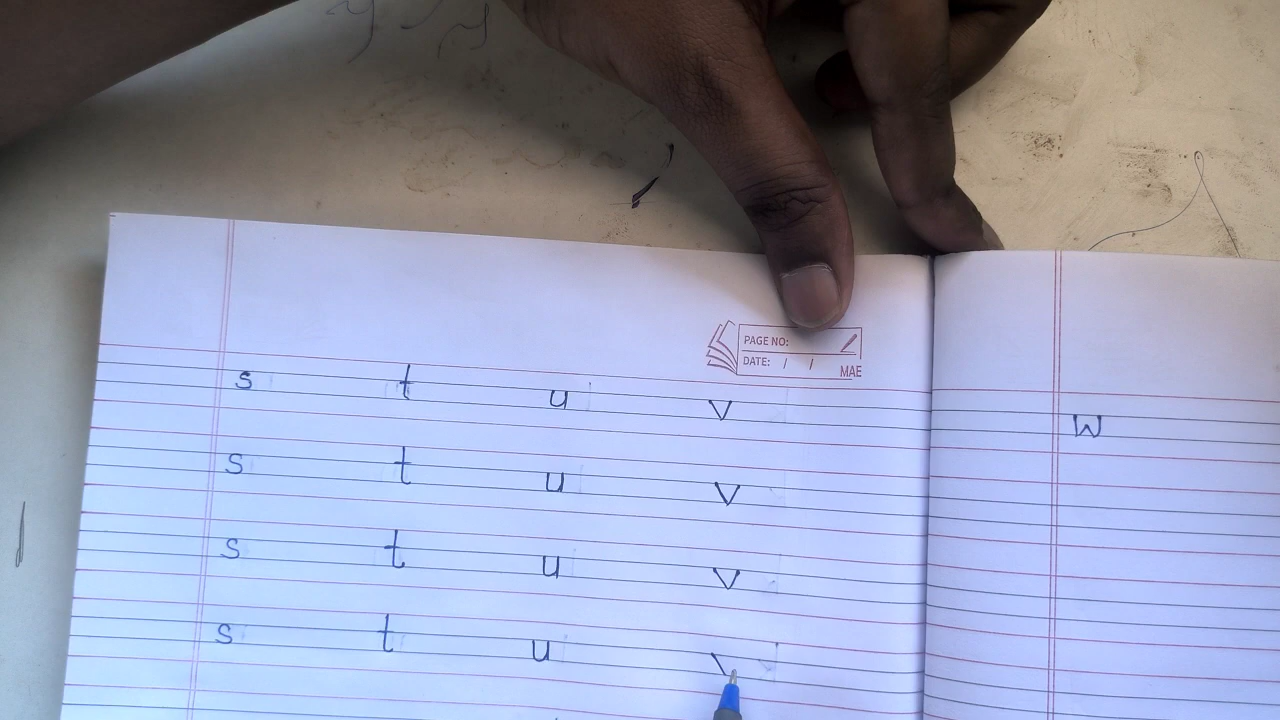 PAGE NO:
DATE: / /
MAE
s t u v
s t u v
s t u v
s t u
w